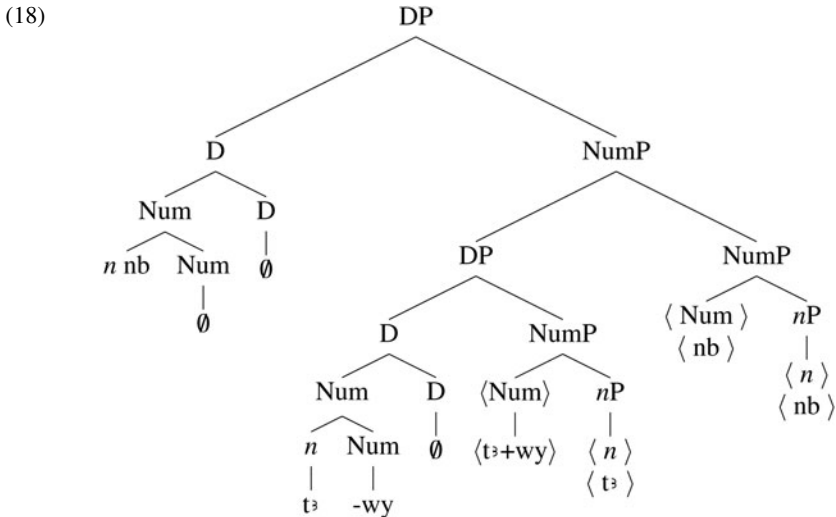 (18)
DP
D NumP
Num D DP NumP
n nb Num ∅ D NumP ⟨ Num ⟩ nP
∅ ⟨ nb ⟩ ⟨ n ⟩
Num D ⟨Num⟩ nP ⟨ nb ⟩
n Num ∅ ⟨tꜣ+wy⟩ ⟨ n ⟩
tꜣ -wy ⟨ tꜣ ⟩